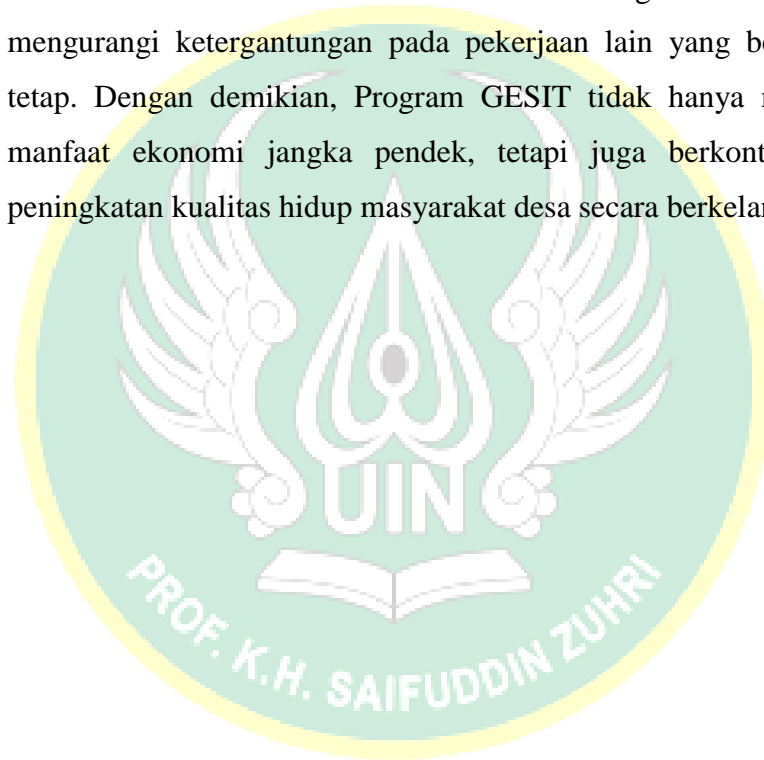 mengurangi ketergantungan pada pekerjaan lain yang
tetap. Dengan demikian, Program GESIT tidak hanya
manfaat ekonomi jangka pendek, tetapi juga
peningkatan kualitas hidup masyarakat desa secara
UIN
PROF. K.H. SAIFUDDIN ZUHRI